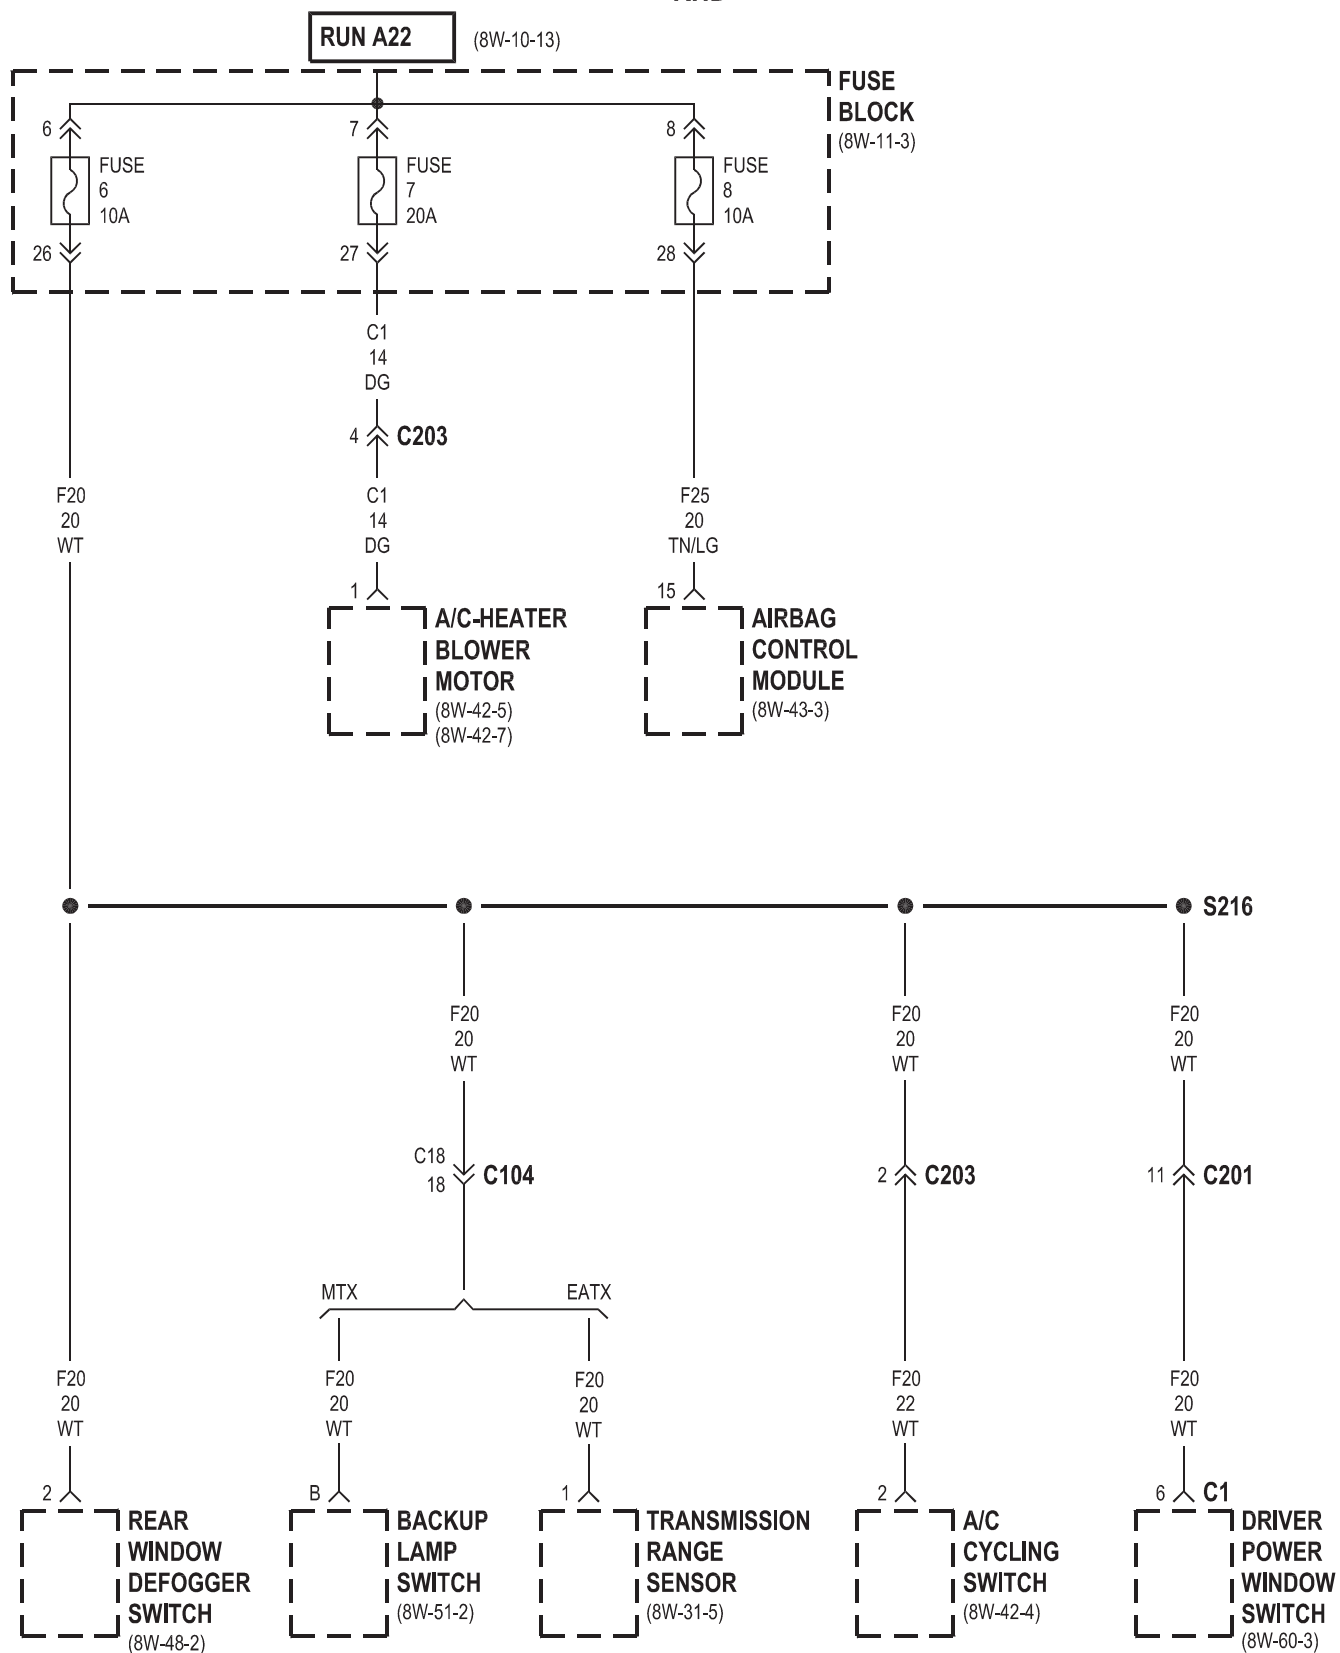 RUN A22
(8W-10-13)
FUSE
BLOCK
(8W-11-3)
6
7
8
FUSE
6
10A
FUSE
7
20A
FUSE
8
10A
26
27
28
C1
14
DG
4
C203
F20
20
WT
C1
14
DG
F25
20
TN/LG
1
15
A/C-HEATER
BLOWER
MOTOR
(8W-42-5)
(8W-42-7)
AIRBAG
CONTROL
MODULE
(8W-43-3)
S216
F20
20
WT
F20
20
WT
F20
20
WT
C18
18
C104
2
C203
11
C201
MTX
EATX
F20
20
WT
F20
20
WT
F20
20
WT
F20
22
WT
F20
20
WT
2
B
1
2
6
C1
REAR
WINDOW
DEFOGGER
SWITCH
(8W-48-2)
BACKUP
LAMP
SWITCH
(8W-51-2)
TRANSMISSION
RANGE
SENSOR
(8W-31-5)
A/C
CYCLING
SWITCH
(8W-42-4)
DRIVER
POWER
WINDOW
SWITCH
(8W-60-3)